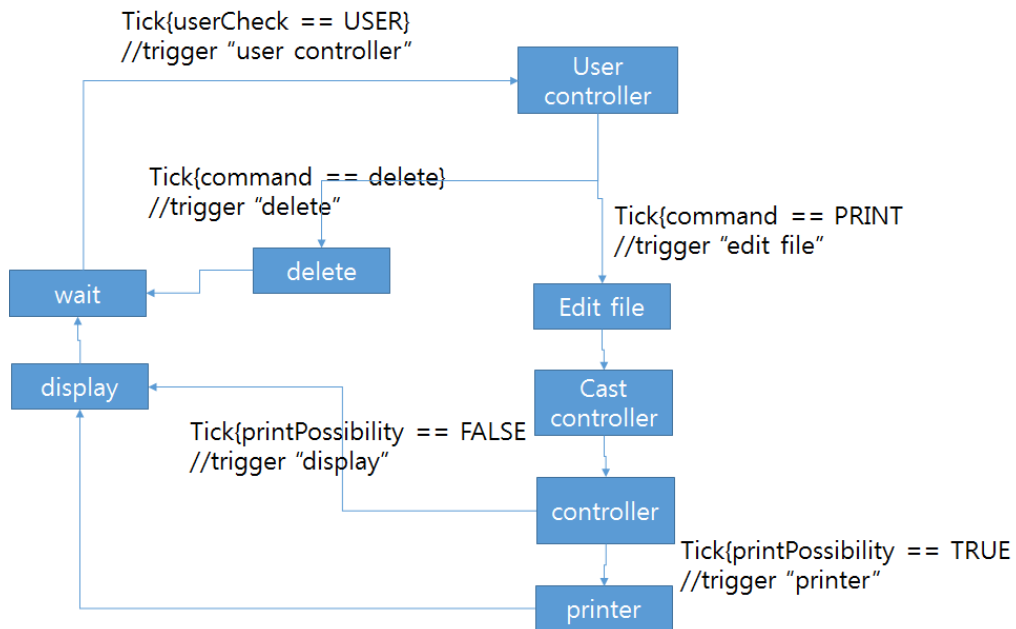 Tick{userCheck == USER}
//trigger “user controller”
User
controller
Tick{command == delete}
//trigger “delete”
Tick{command == PRINT
//trigger “edit file”
delete
wait
Edit file
display
Cast
controller
Tick{printPossibility == FALSE
//trigger “display”
controller
Tick{printPossibility == TRUE
//trigger “printer”
printer